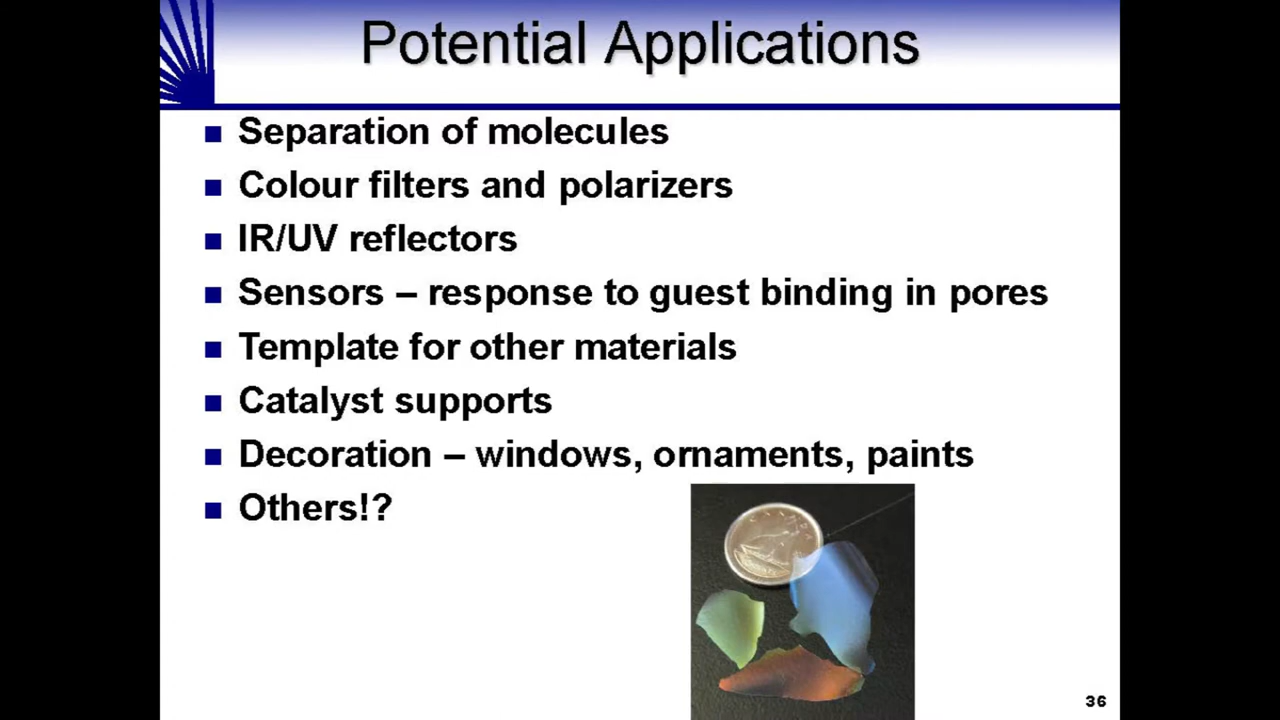 Potential Applications
Separation of molecules
Colour filters and polarizers
IR/UV reflectors
Sensors – response to guest binding in pores
Template for other materials
Catalyst supports
Decoration – windows, ornaments, paints
Others!?
36